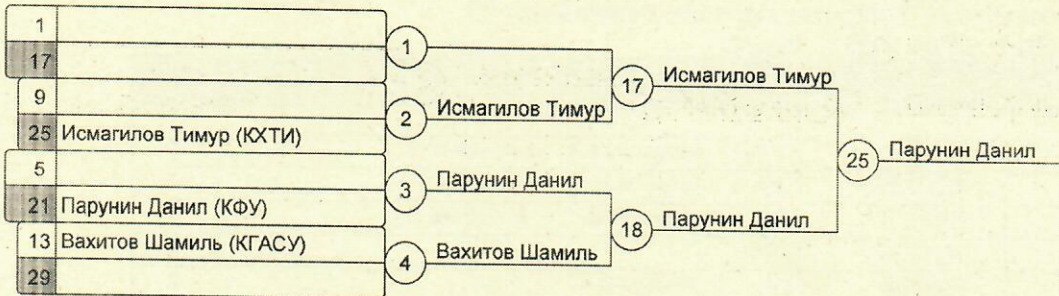 1
17
1
9
25 Исмагилов Тимур (КХТИ)
2
Исмагилов Тимур
17
Исмагилов Тимур
5
21 Парунин Данил (КФУ)
3
Парунин Данил
13 Вахитов Шамиль (КГАСУ)
29
4
Вахитов Шамиль
18
Парунин Данил
25
Парунин Данил